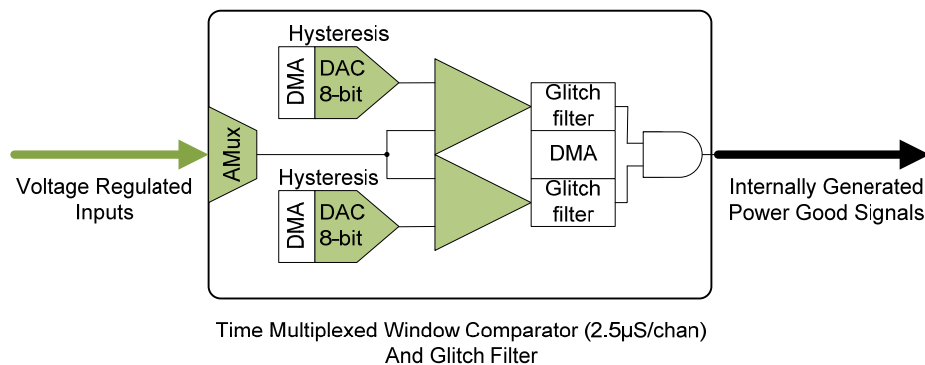 Hysteresis
DMA
DAC
8-bit
Glitch
filter
DMA
AMux
Voltage Regulated
Inputs
Hysteresis
DMA
DAC
8-bit
Glitch
filter
Internally Generated
Power Good Signals
Time Multiplexed Window Comparator (2.5µS/chan)
And Glitch Filter